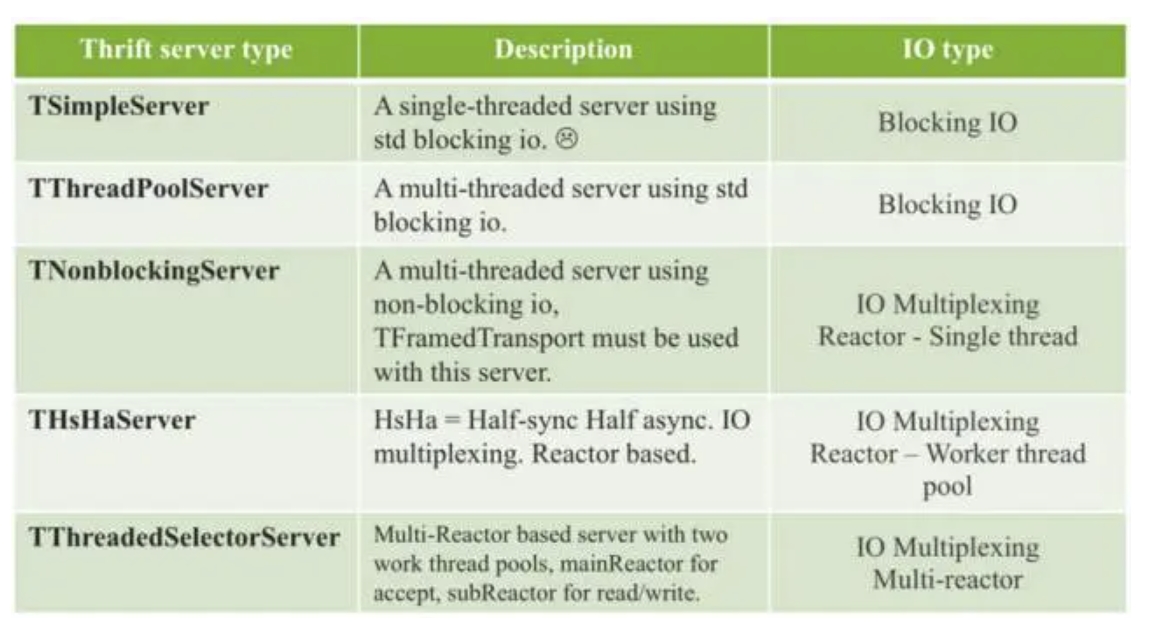 Thrift server type
Description
IO type
TSimpleServer
A single-threaded server using
std blocking io. ☹
Blocking IO
TThreadPoolServer
A multi-threaded server using std
blocking io.
Blocking IO
TNonblockingServer
A multi-threaded server using
non-blocking io,
TFramedTransport must be used
with this server.
IO Multiplexing
Reactor - Single thread
THsHaServer
HsHa = Half-sync Half async. IO
multiplexing. Reactor based.
IO Multiplexing
Reactor – Worker thread
pool
TThreadedSelectorServer
Multi-Reactor based server with two
work thread pools, mainReactor for
accept, subReactor for read/write.
IO Multiplexing
Multi-reactor